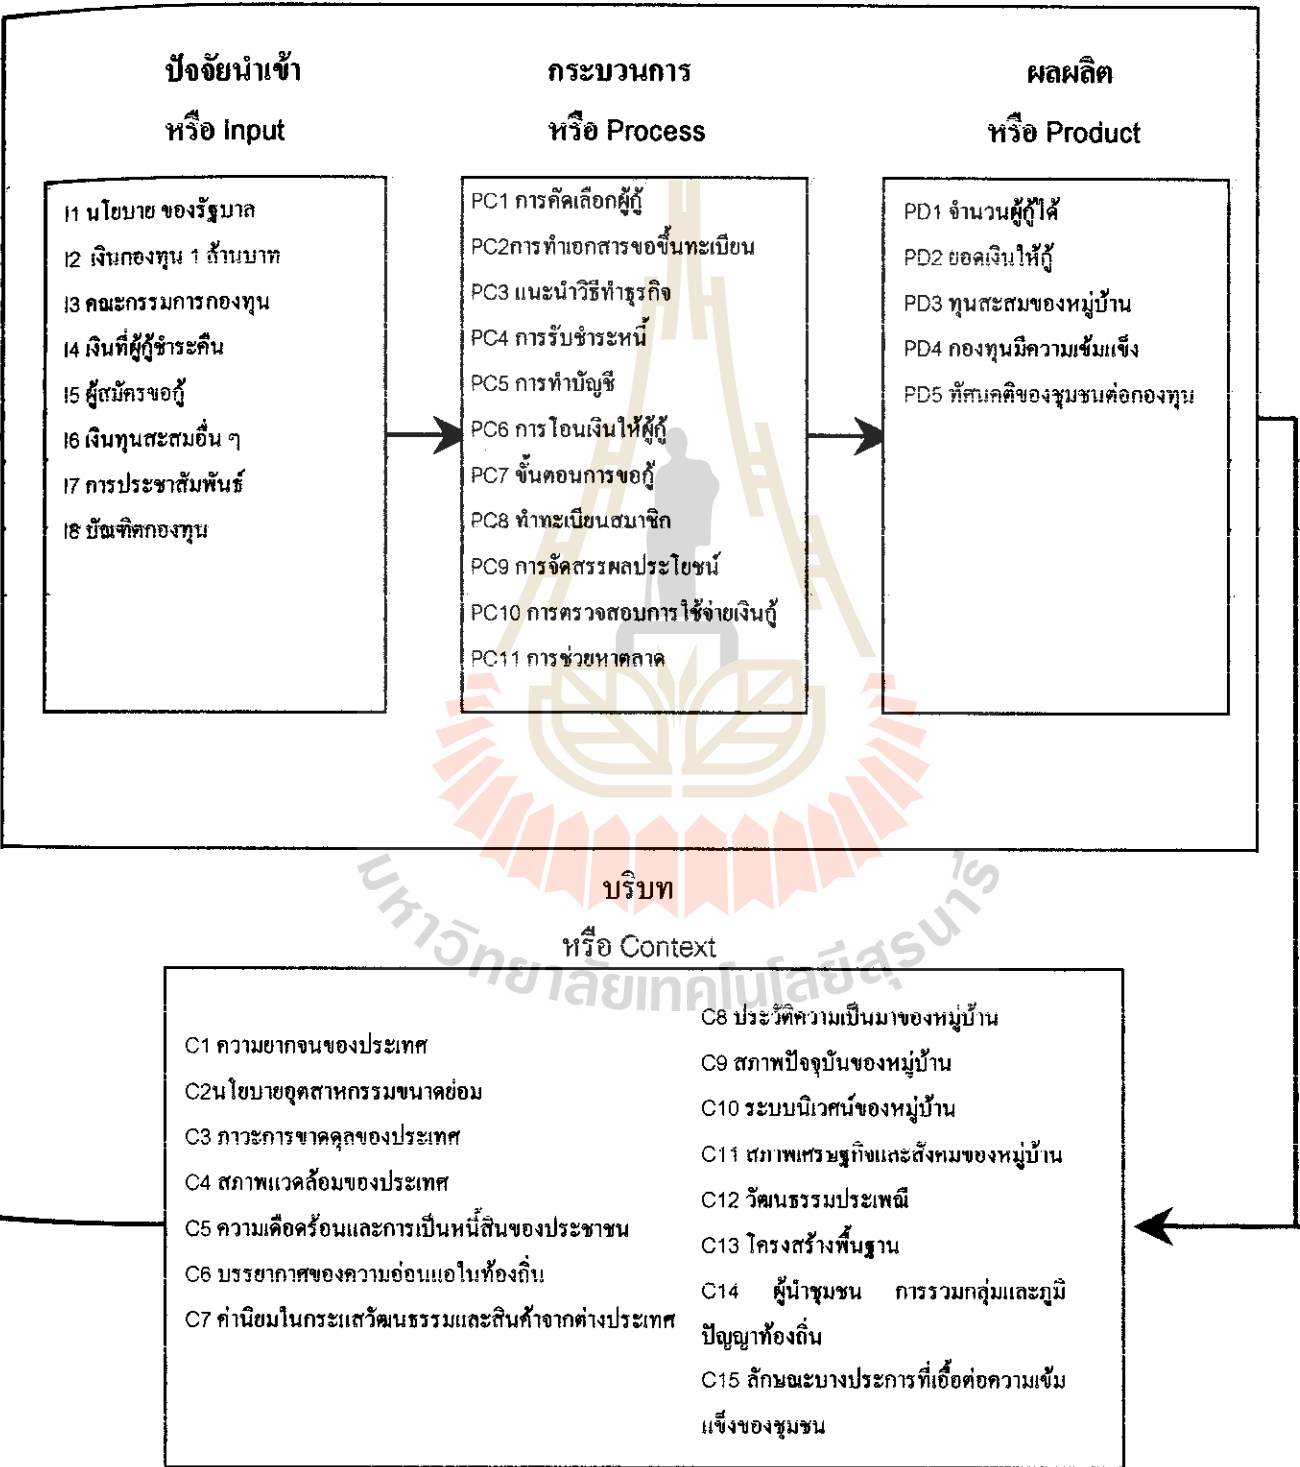 ปัจจัยนำเข้า
หรือ Input
กระบวนการ
หรือ Process
ผลผลิต
หรือ Product
I1 นโยบาย ของรัฐบาล
I2 เงินกองทุน 1 ล้านบาท
I3 คณะกรรมการกองทุน
I4 เงินที่ผู้กู้ชำระคืน
I5 ผู้สมัครขอกู้
I6 เงินทุนสะสมอื่น ๆ
I7 การประชาสัมพันธ์
I8 บัณฑิตกองทุน
PC1 การคัดเลือกผู้กู้
PC2การทำเอกสารขอขึ้นทะเบียน
PC3 แนะนำวิธีทำธุรกิจ
PC4 การรับชำระหนี้
PC5 การทำบัญชี
PC6 การโอนเงินให้ผู้กู้
PC7 ขั้นตอนการขอกู้
PC8 ทำทะเบียนสมาชิก
PC9 การจัดสรรผลประโยชน์
PC10 การตรวจสอบการใช้จ่ายเงินกู้
PC11 การช่วยหาตลาด
PD1 จำนวนผู้กู้ได้
PD2 ยอดเงินให้กู้
PD3 ทุนสะสมของหมู่บ้าน
PD4 กองทุนมีความเข้มแข็ง
PD5 ทัศนคติของชุมชนต่อกองทุน
บริบท
หรือ Context
มหาวิทยาลัยเทคโนโลยีสุรนารี
C1 ความยากจนของประเทศ
C2นโยบายอุตสาหกรรมขนาดย่อม
C3 ภาวะการขาดดุลของประเทศ
C4 สภาพแวดล้อมของประเทศ
C5 ความเดือดร้อนและการเป็นหนี้สินของประชาชน
C6 บรรยากาศของความอ่อนแอในท้องถิ่น
C7 ค่านิยมในกระแสวัฒนธรรมและสินค้าจากต่างประเทศ
C8 ประวัติความเป็นมาของหมู่บ้าน
C9 สภาพปัจจุบันของหมู่บ้าน
C10 ระบบนิเวศน์ของหมู่บ้าน
C11 สภาพเศรษฐกิจและสังคมของหมู่บ้าน
C12 วัฒนธรรมประเพณี
C13 โครงสร้างพื้นฐาน
C14 ผู้นำชุมชน การรวมกลุ่มและภูมิ
ปัญญาท้องถิ่น
C15 ลักษณะบางประการที่เอื้อต่อความเข้ม
แข็งของชุมชน